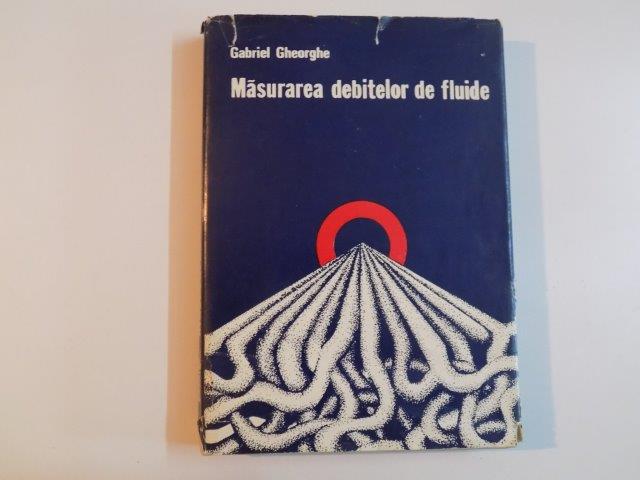 Gabriel Gheorghe
Măsurarea debitelor de fluide